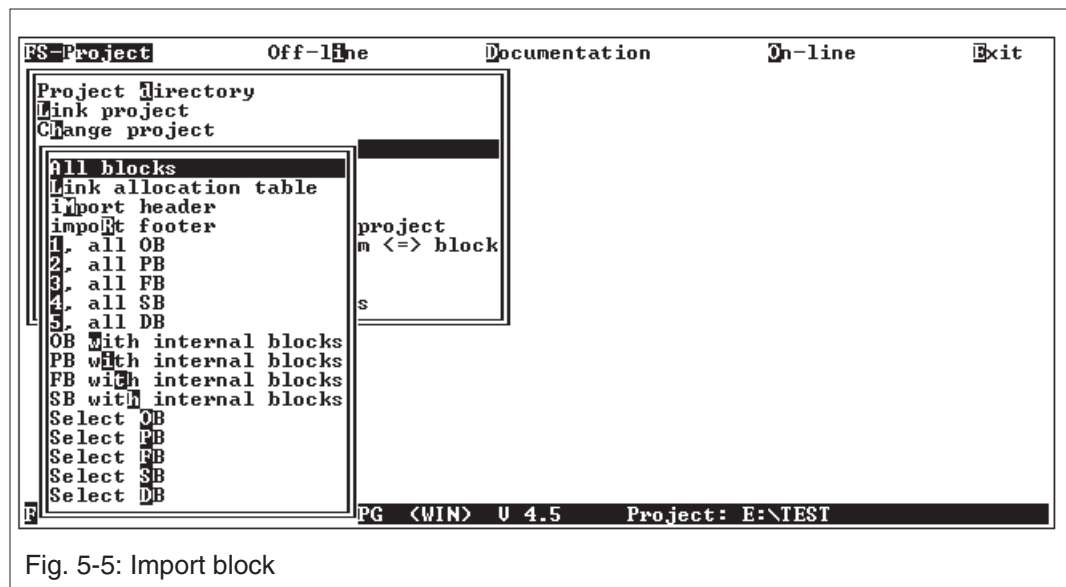 FS-Project Off-line Documentation On-line Exit
Project directory
Link project
Change project
All blocks
Link allocation table
iMport header
impoRt footer project
1, all OB m <=> block
2, all PB
3, all FB
4, all SB s
5, all DB
OB with internal blocks
PB with internal blocks
FB with internal blocks
SB with internal blocks
Select OB
Select PB
Select FB
Select SB
Select DB
F PG (WIN) V 4.5 Project: E:\TEST
Fig. 5-5: Import block